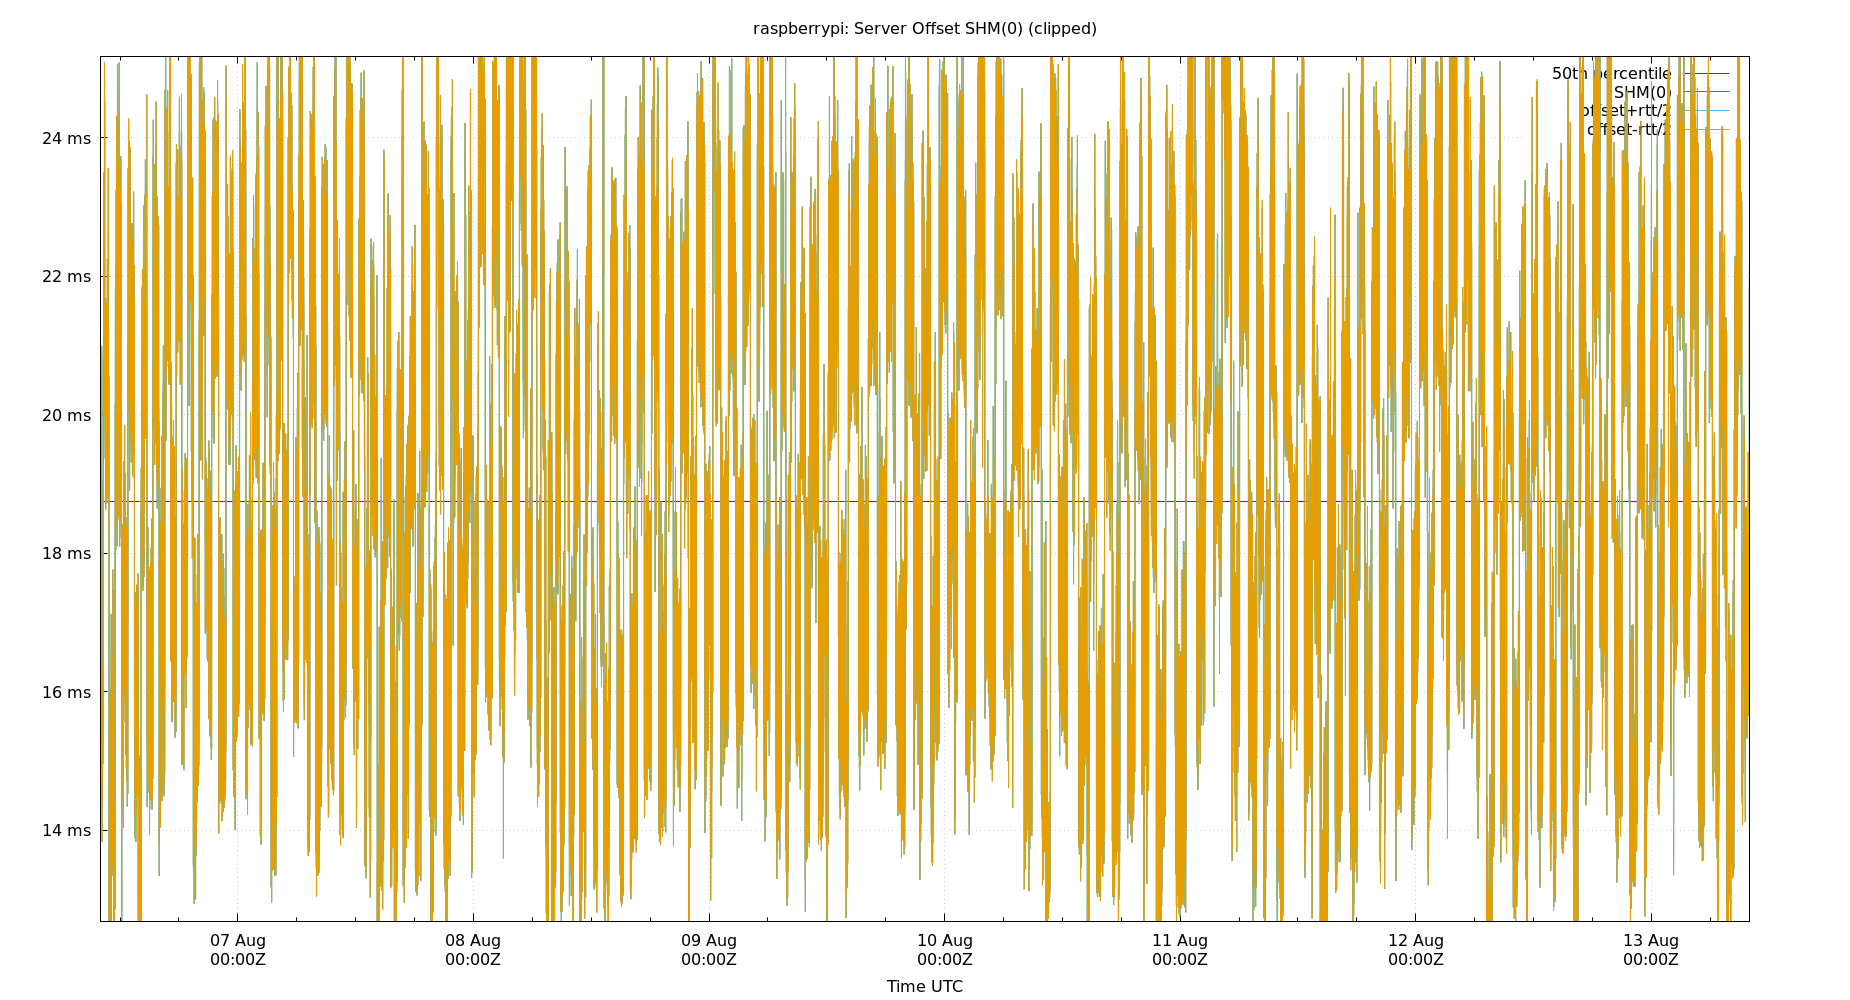 raspberrypi: Server Offset SHM(0) (clipped)
50th percentile
SHM(0)
offset+rtt/2
offset-rtt/2
24 ms
22 ms
20 ms
18 ms
16 ms
14 ms
07 Aug
00:00Z
08 Aug
00:00Z
09 Aug
00:00Z
10 Aug
00:00Z
11 Aug
00:00Z
12 Aug
00:00Z
13 Aug
00:00Z
Time UTC